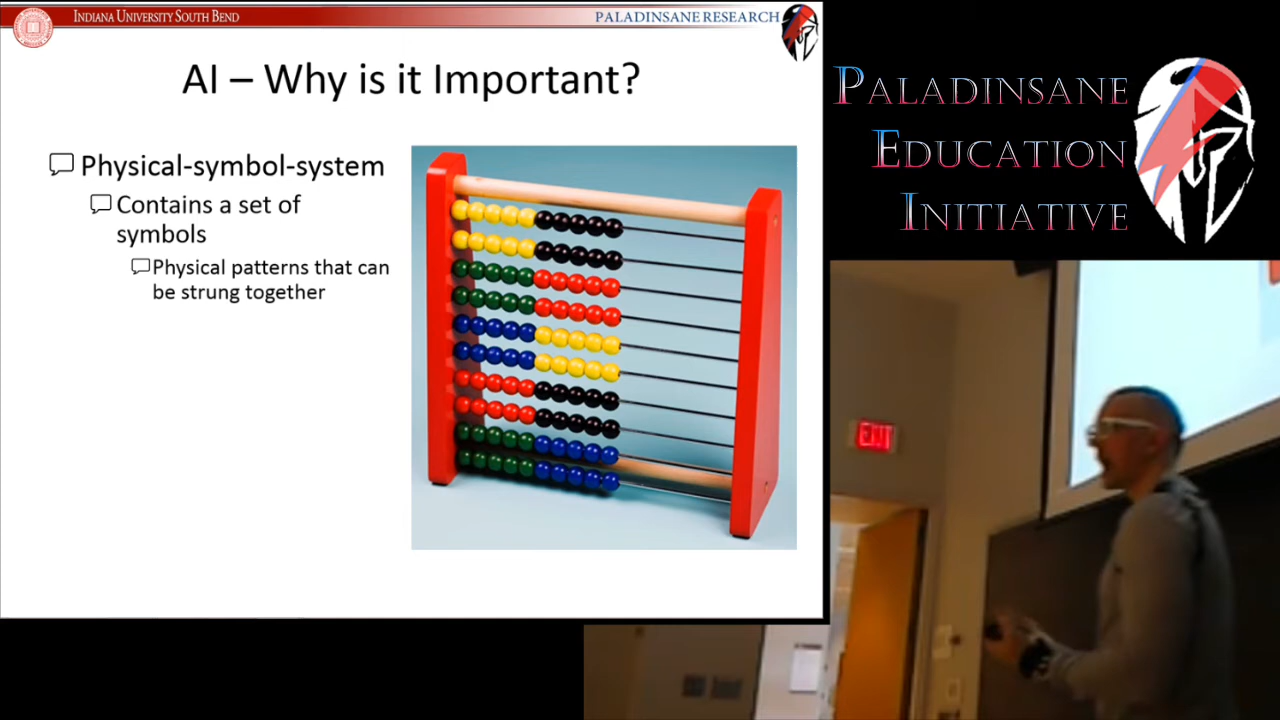 INDIANA UNIVERSITY SOUTH BEND
PALADINSANE RESEARCH
AI – Why is it Important?
Physical-symbol-system
Contains a set of
symbols
Physical patterns that can
be strung together
PALADINSANE
EDUCATION
INITIATIVE
EXIT